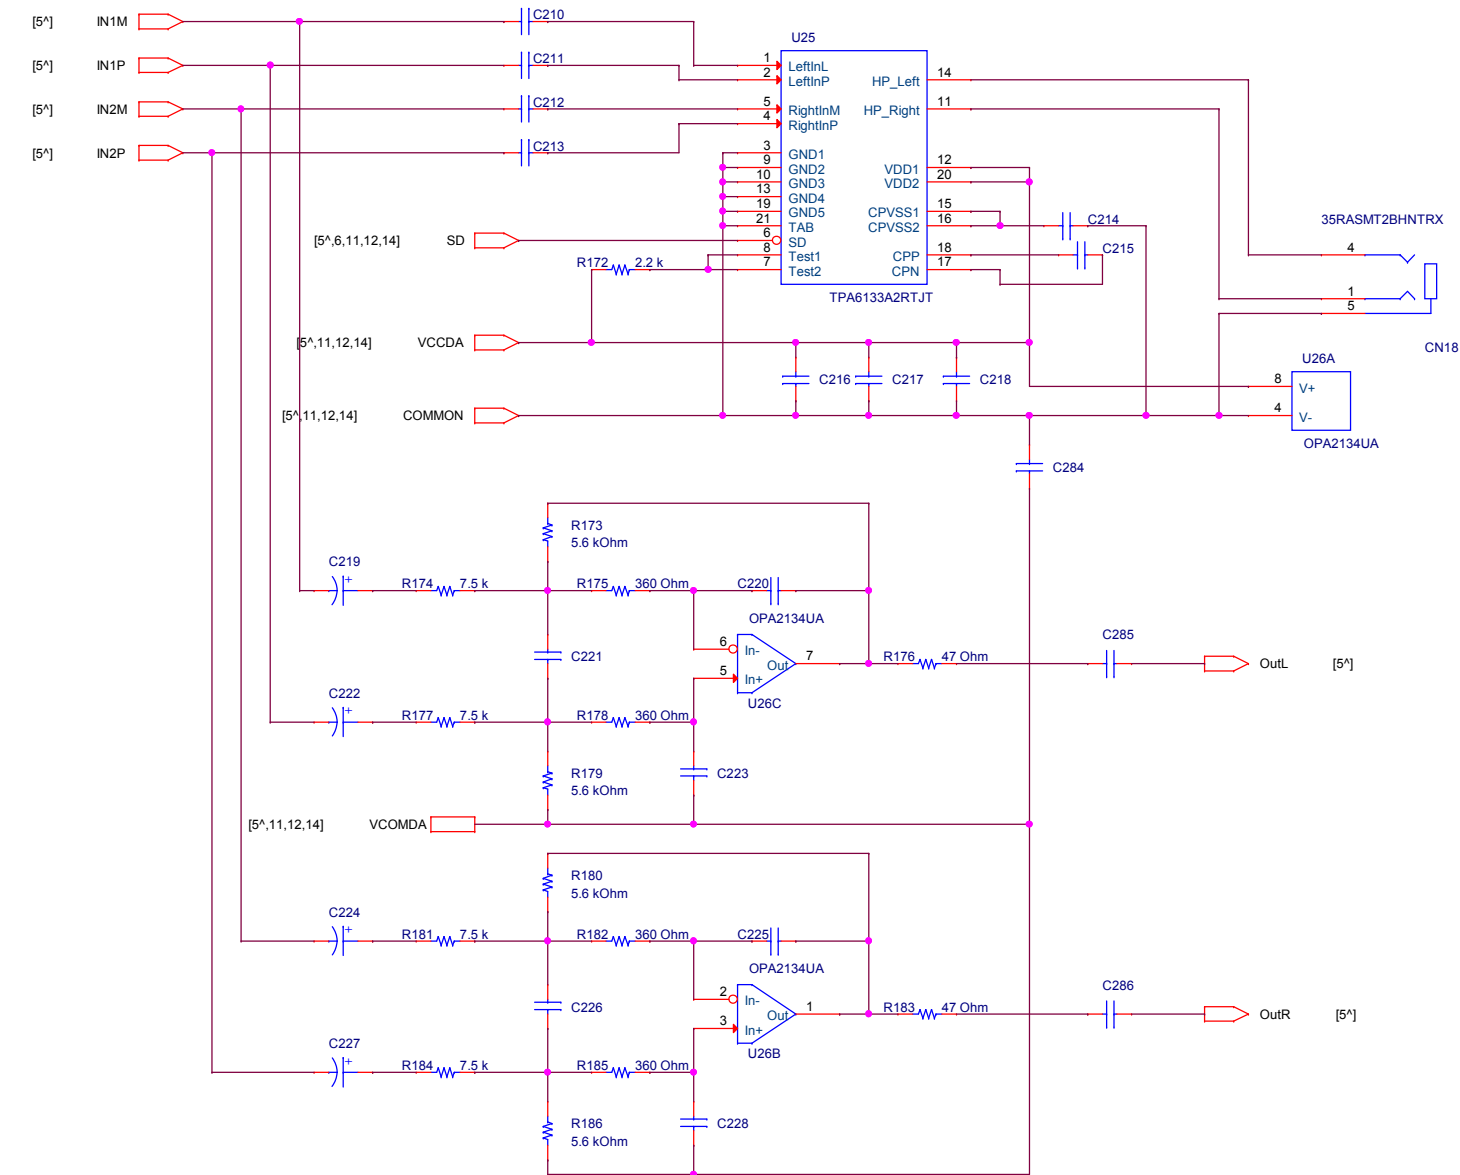 [5^] IN1M C210
U25
[5^] IN1P C211 1 LeftInL
2 LeftInP HP_Left 14
[5^] IN2M C212 5 RightInM HP_Right 11
4 RightInP
[5^] IN2P C213 3 GND1
9 GND2 VDD1 12
10 GND3 VDD2 20
13 GND4
19 GND5 CPVSS1 15
21 TAB CPVSS2 16 C214 35RASMT2BHNTRX
[5^,6,11,12,14] SD 6 SD
8 Test1 CPP 18 C215 4
R172 2.2 k 7 Test2 CPN 17
TPA6133A2RTJT 1
5
[5^,11,12,14] VCCDA CN18
U26A
C216 C217 C218 8 V+
[5^,11,12,14] COMMON 4 V-
OPA2134UA
C284
R173
5.6 kOhm
C219
R174 7.5 k R175 360 Ohm C220
OPA2134UA
6 In-
C221 Out 7 R176 47 Ohm C285 OutL [5^]
5 In+
C222 U26C
R177 7.5 k R178 360 Ohm
R179 C223
5.6 kOhm
[5^,11,12,14] VCOMDA
R180
5.6 kOhm
C224
R181 7.5 k R182 360 Ohm C225
OPA2134UA
2 In-
C226 Out 1 R183 47 Ohm C286 OutR [5^]
3 In+
C227 U26B
R184 7.5 k R185 360 Ohm
R186 C228
5.6 kOhm